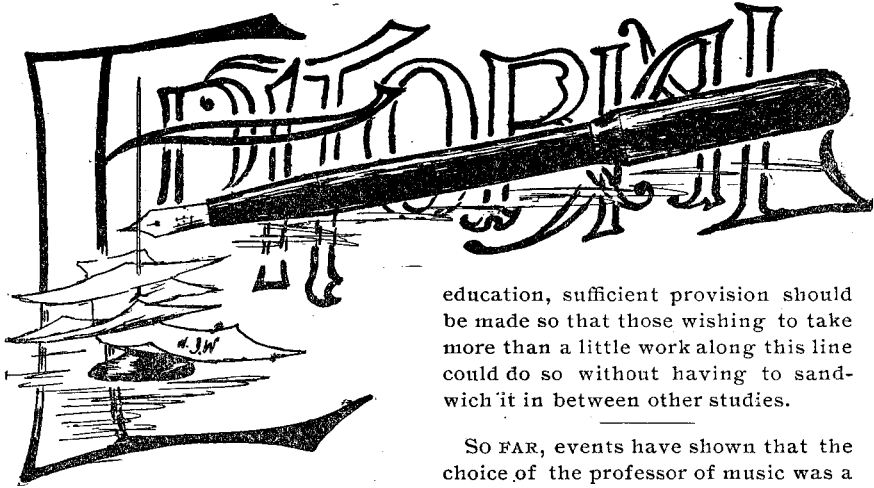 EDITORIAL
education, sufficient provision should
be made so that those wishing to take
more than a little work along this line
could do so without having to sand-
wich it in between other studies.
SO FAR, events have shown that the
choice of the professor of music was a